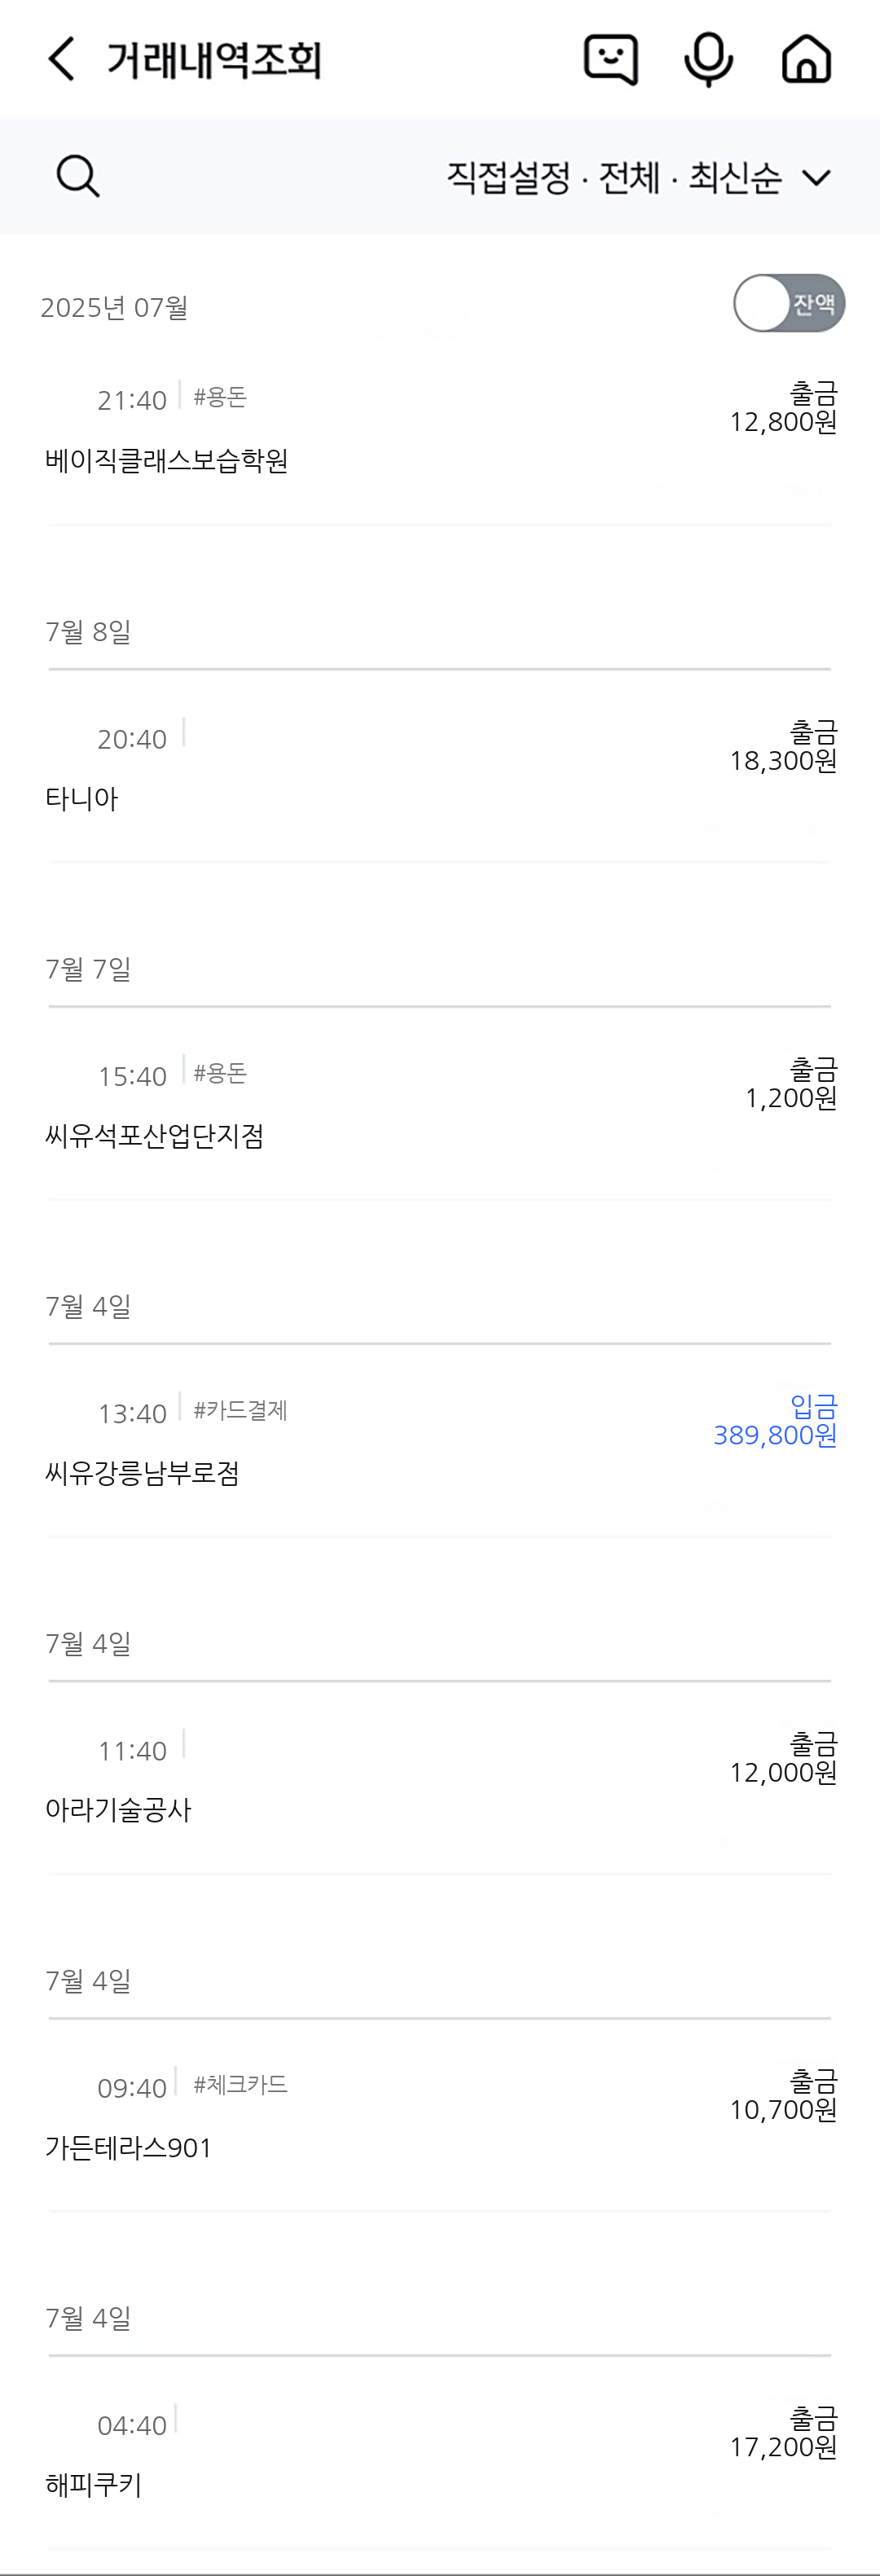 거래내역조회
직접설정 · 전체 · 최신순
2025년 07월
잔액
21:40 #용돈
출금
12,800원
베이직클래스보습학원
7월 8일
20:40
출금
18,300원
타니아
7월 7일
15:40 #용돈
출금
1,200원
씨유석포산업단지점
7월 4일
13:40 #카드결제
입금
389,800원
씨유강릉남부로점
7월 4일
11:40
출금
12,000원
아라기술공사
7월 4일
09:40 #체크카드
출금
10,700원
가든테라스901
7월 4일
04:40
출금
17,200원
해피쿠키